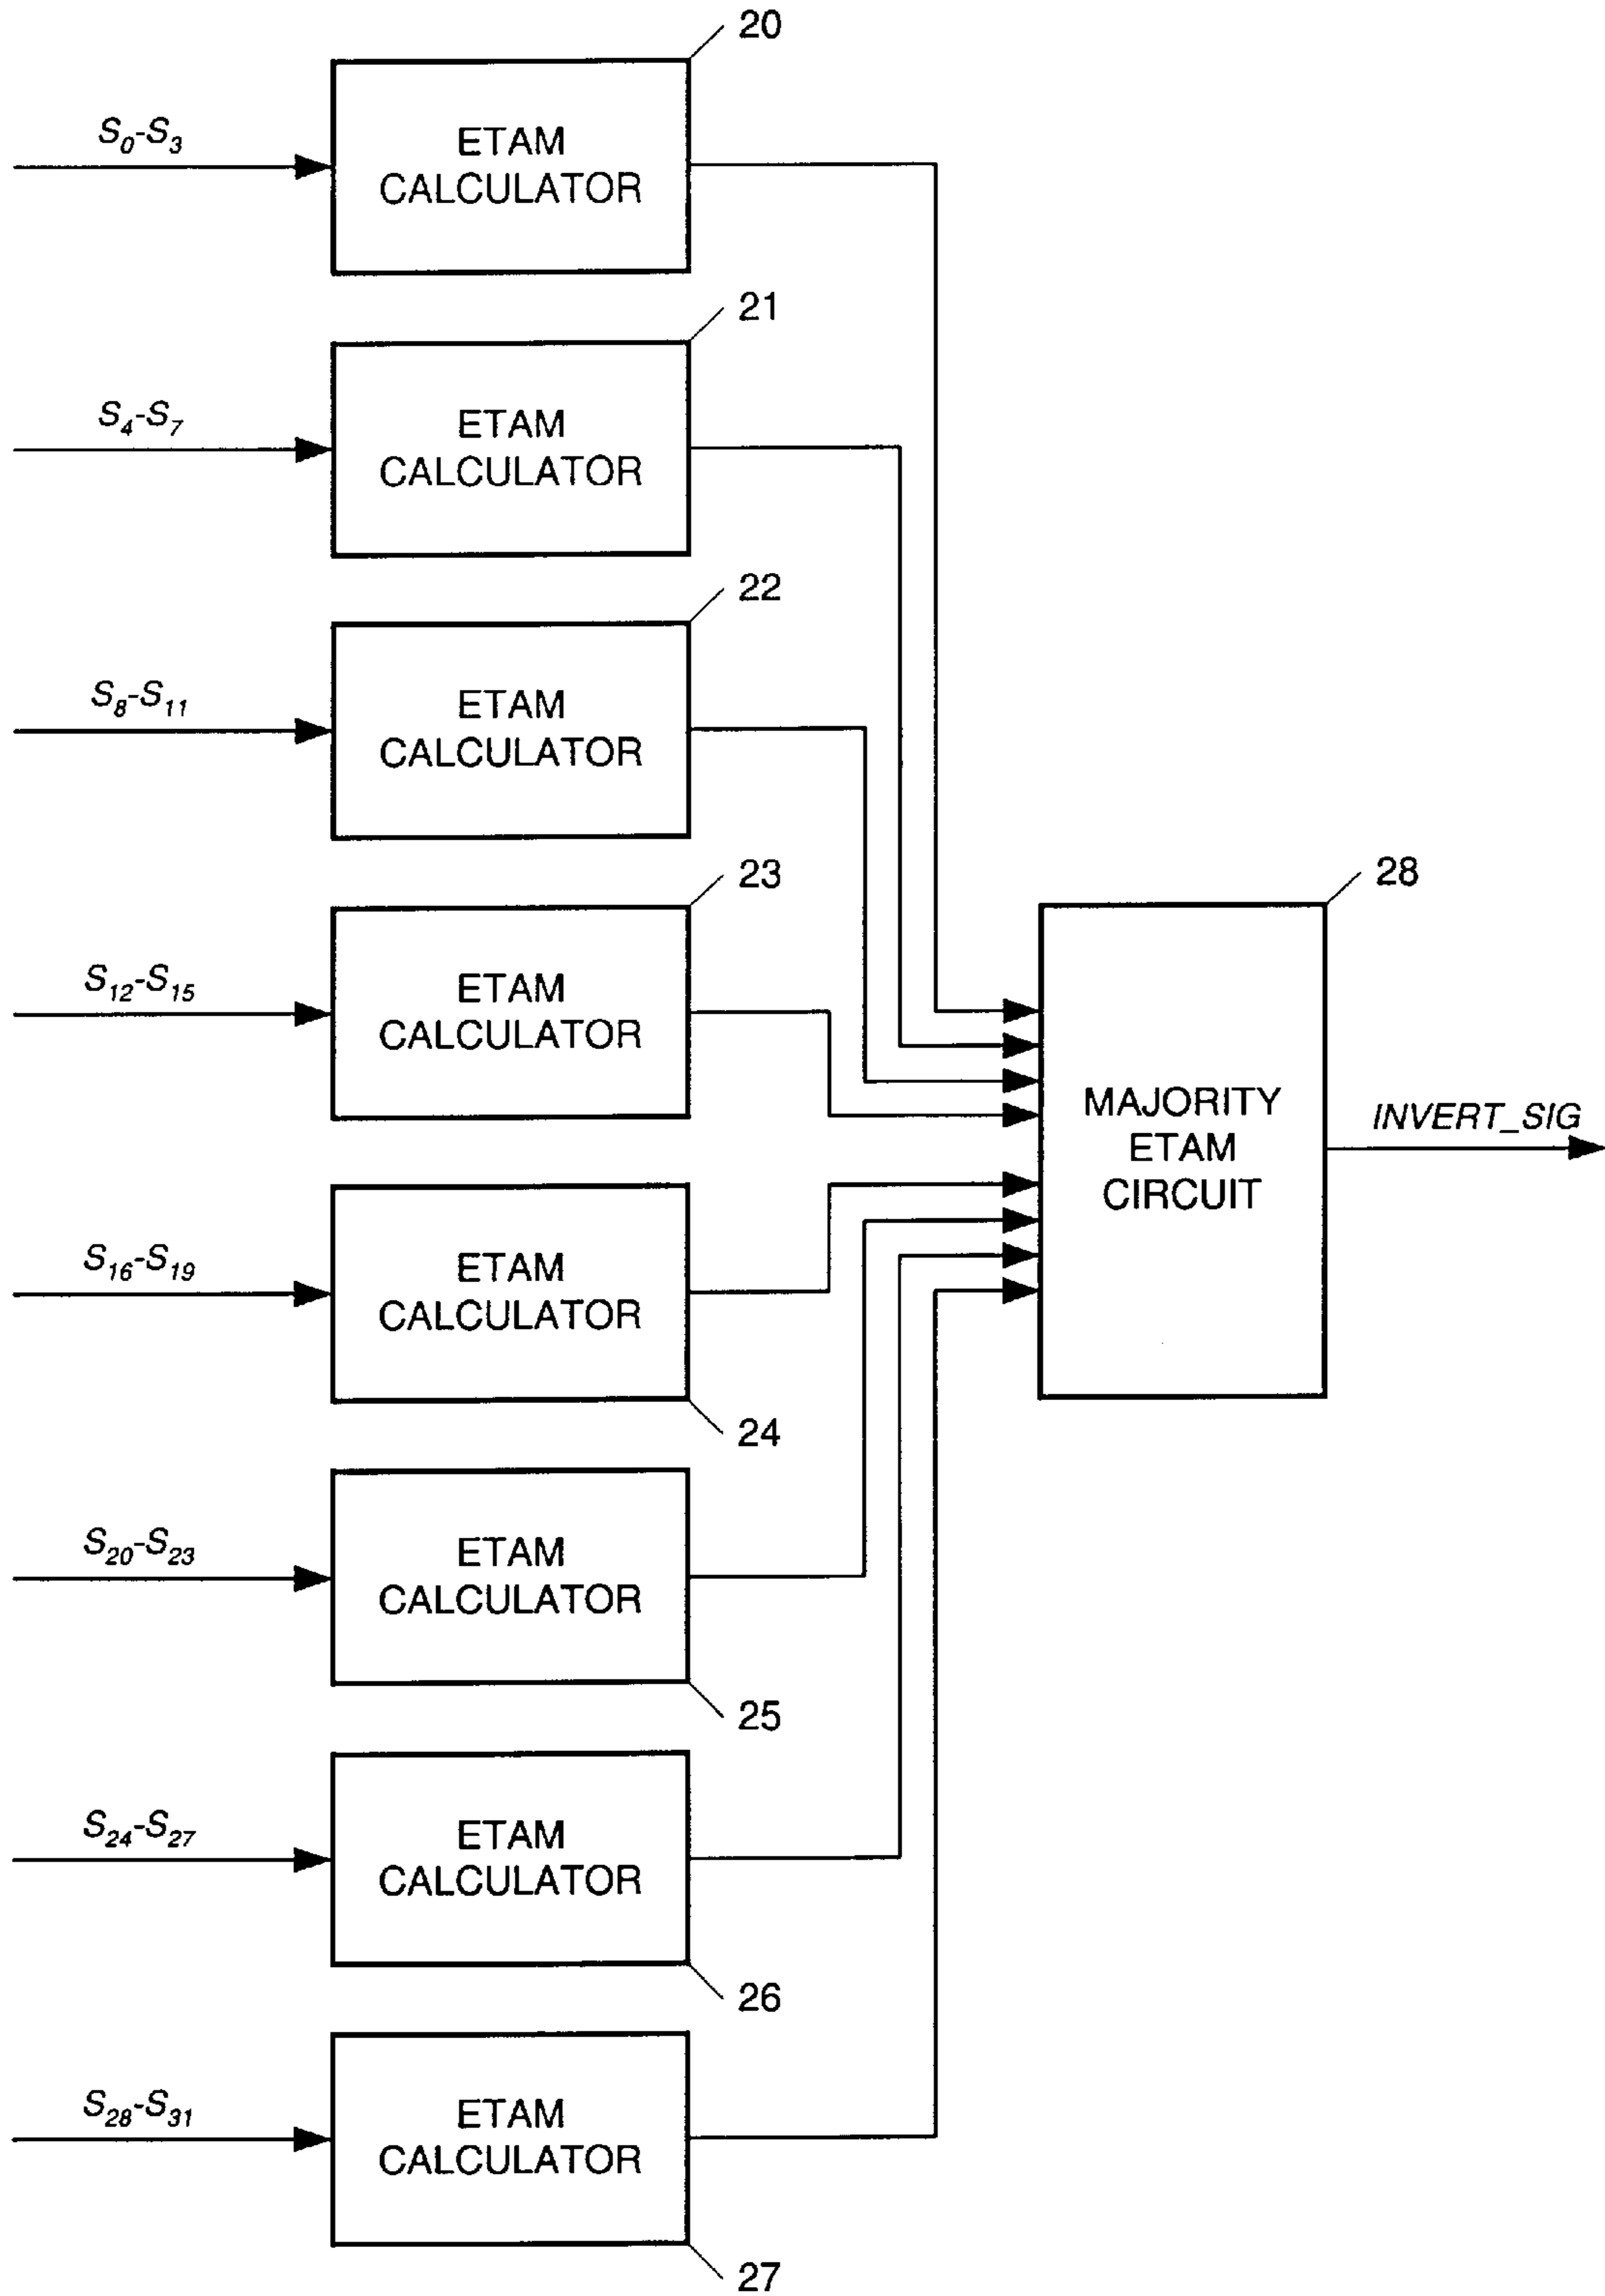 20
S₀-S₃
ETAM
CALCULATOR
21
S₄-S₇
ETAM
CALCULATOR
22
S₈-S₁₁
ETAM
CALCULATOR
23
S₁₂-S₁₅
ETAM
CALCULATOR
28
MAJORITY
ETAM
CIRCUIT
INVERT_SIG
S₁₆-S₁₉
ETAM
CALCULATOR
24
S₂₀-S₂₃
ETAM
CALCULATOR
25
S₂₄-S₂₇
ETAM
CALCULATOR
26
S₂₈-S₃₁
ETAM
CALCULATOR
27